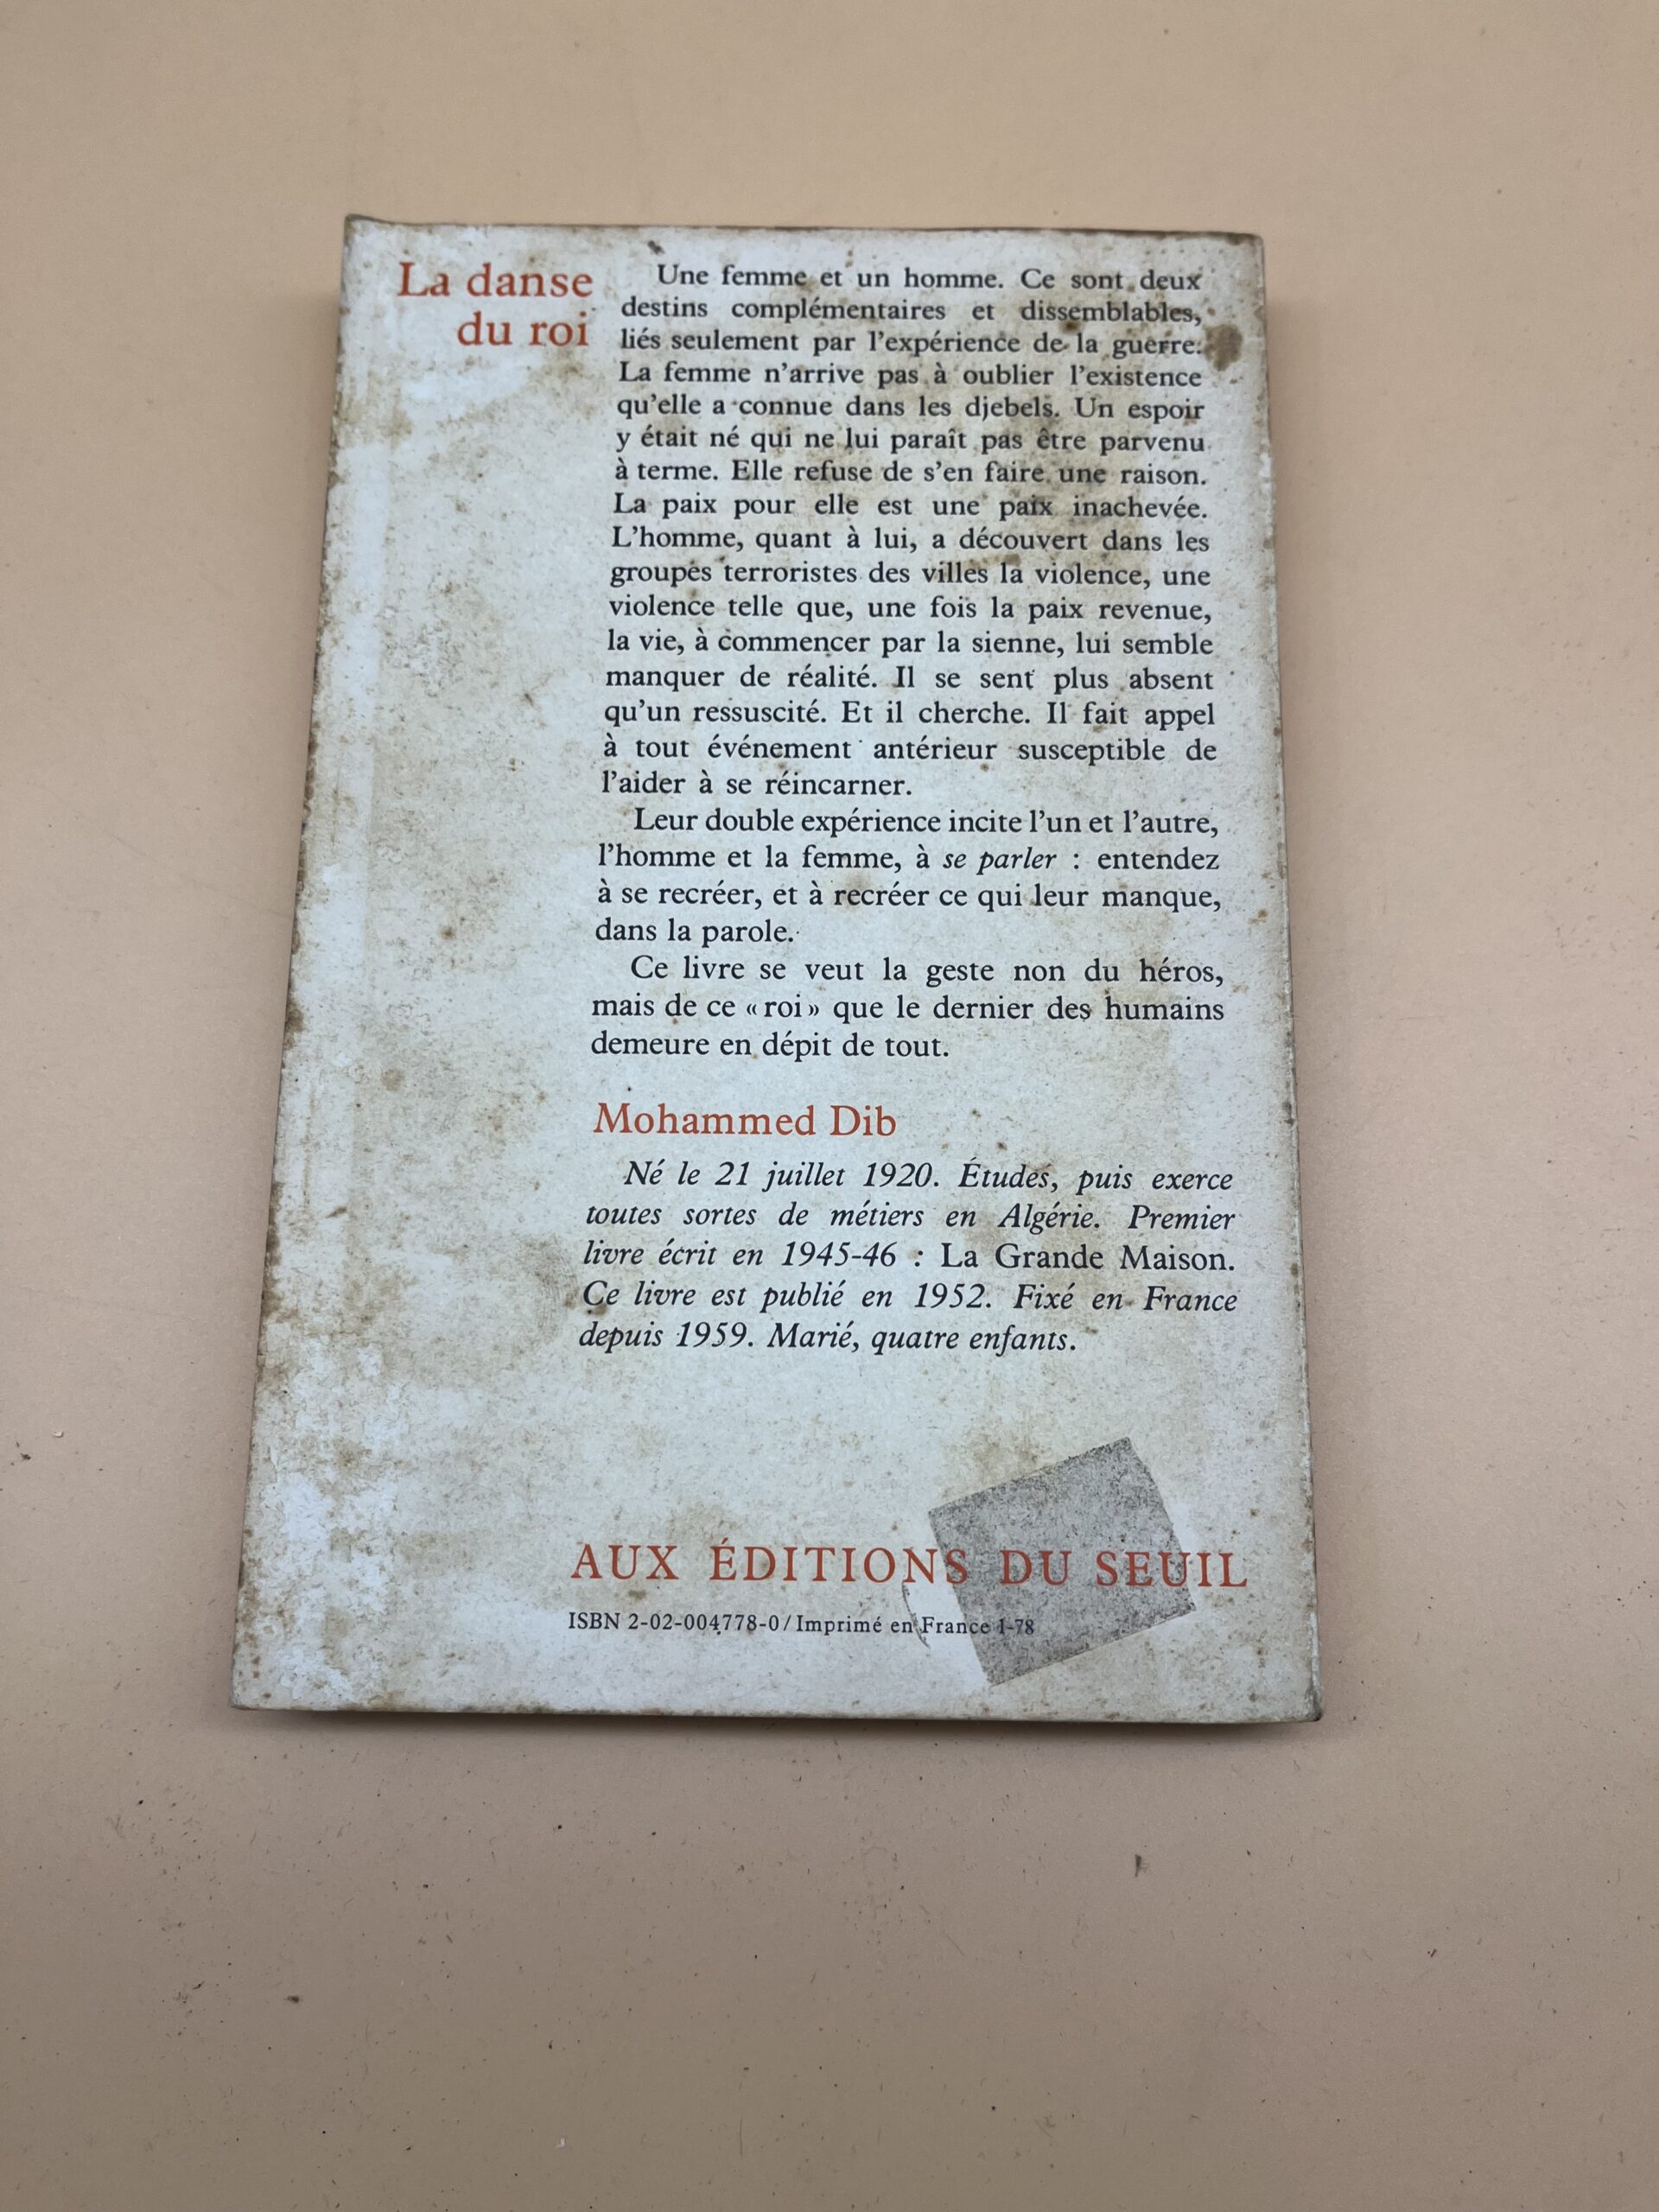 La danse
du roi
Une femme et un homme. Ce sont deux
destins complémentaires et dissemblables,
liés seulement par l'expérience de la guerre.
La femme n'arrive pas à oublier l'existence
qu'elle a connue dans les djebels. Un espoir
y était né qui ne lui paraît pas être parvenu
à terme. Elle refuse de s'en faire une raison.
La paix pour elle est une paix inachevée.
L'homme, quant à lui, a découvert dans les
groupes terroristes des villes la violence, une
violence telle que, une fois la paix revenue,
la vie, à commencer par la sienne, lui semble
manquer de réalité. Il se sent plus absent
qu'un ressuscité. Et il cherche. Il fait appel
à tout événement antérieur susceptible de
l'aider à se réincarner.
Leur double expérience incite l'un et l'autre,
l'homme et la femme, à se parler : entendez
à se recréer, et à recréer ce qui leur manque,
dans la parole.
Ce livre se veut la geste non du héros,
mais de ce « roi » que le dernier des humains
demeure en dépit de tout.
Mohammed Dib
Né le 21 juillet 1920. Études, puis exerce
toutes sortes de métiers en Algérie. Premier
livre écrit en 1945-46 : La Grande Maison.
Ce livre est publié en 1952. Fixé en France
depuis 1959. Marié, quatre enfants.
AUX ÉDITIONS DU SEUIL
ISBN 2-02-004778-0 / Imprimé en France 1-78